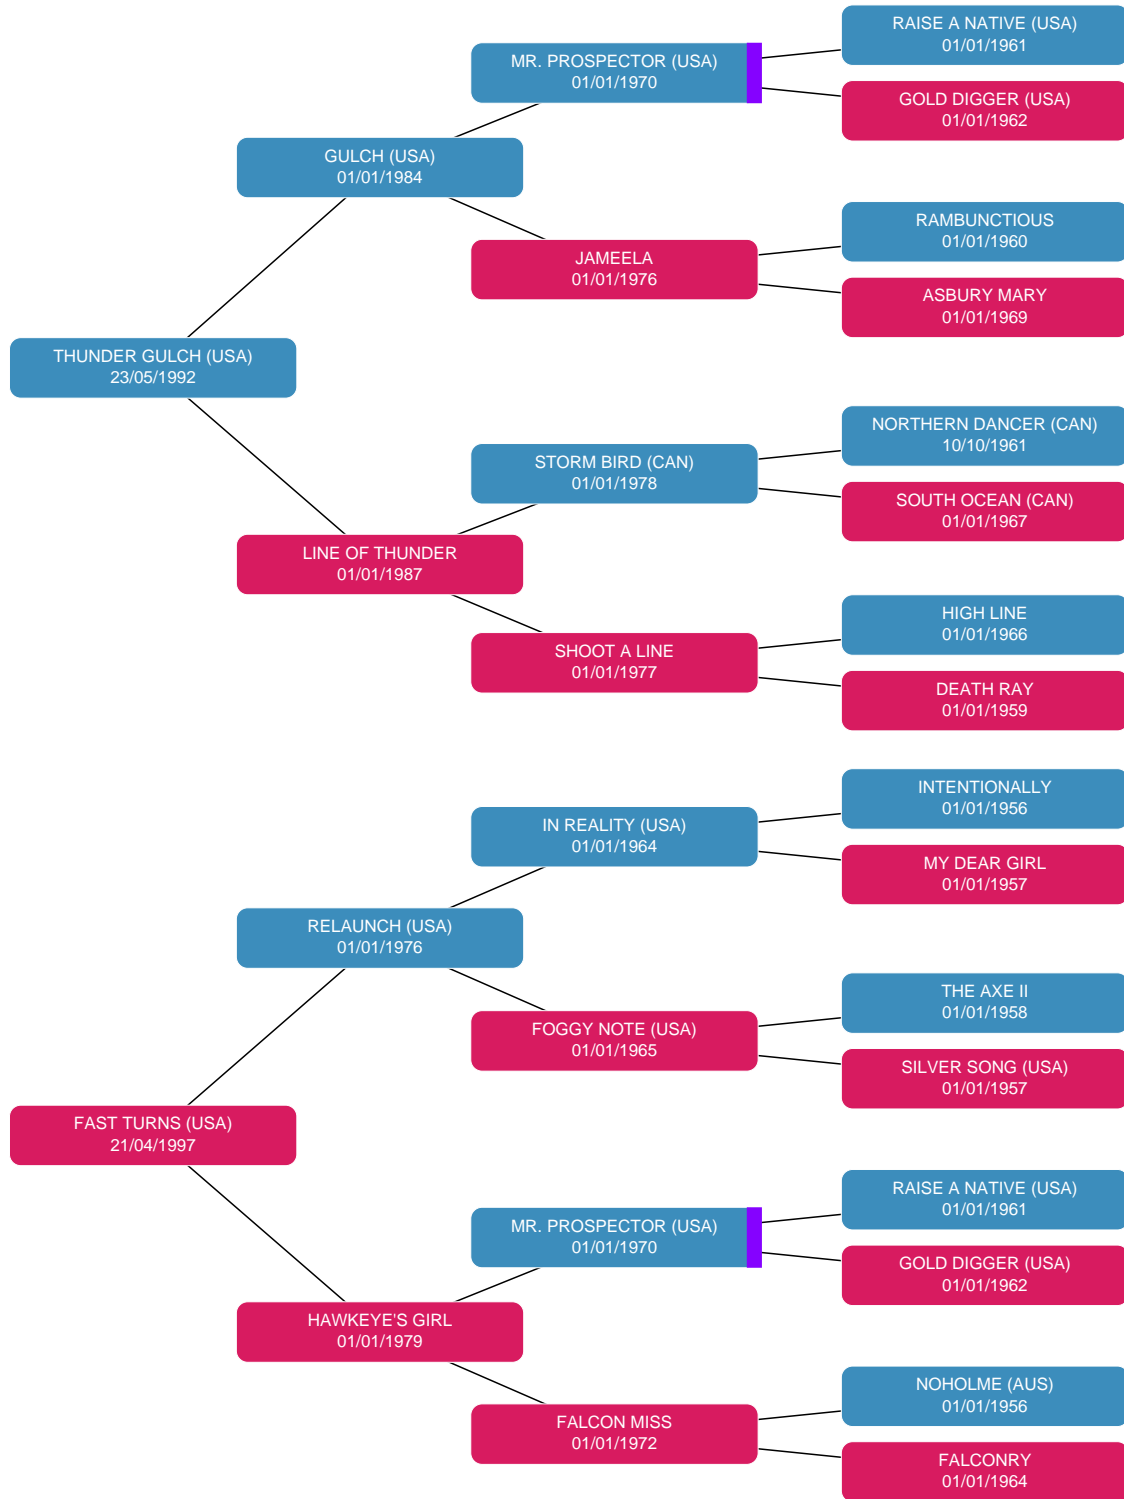 RAISE A NATIVE (USA)
01/01/1961
MR. PROSPECTOR (USA)
01/01/1970
GOLD DIGGER (USA)
01/01/1962
GULCH (USA)
01/01/1984
RAMBUNCTIOUS
01/01/1960
JAMEELA
01/01/1976
ASBURY MARY
01/01/1969
THUNDER GULCH (USA)
23/05/1992
NORTHERN DANCER (CAN)
10/10/1961
STORM BIRD (CAN)
01/01/1978
SOUTH OCEAN (CAN)
01/01/1967
LINE OF THUNDER
01/01/1987
HIGH LINE
01/01/1966
SHOOT A LINE
01/01/1977
DEATH RAY
01/01/1959
INTENTIONALLY
01/01/1956
IN REALITY (USA)
01/01/1964
MY DEAR GIRL
01/01/1957
RELAUNCH (USA)
01/01/1976
THE AXE II
01/01/1958
FOGGY NOTE (USA)
01/01/1965
SILVER SONG (USA)
01/01/1957
FAST TURNS (USA)
21/04/1997
RAISE A NATIVE (USA)
01/01/1961
MR. PROSPECTOR (USA)
01/01/1970
GOLD DIGGER (USA)
01/01/1962
HAWKEYE'S GIRL
01/01/1979
NOHOLME (AUS)
01/01/1956
FALCON MISS
01/01/1972
FALCONRY
01/01/1964